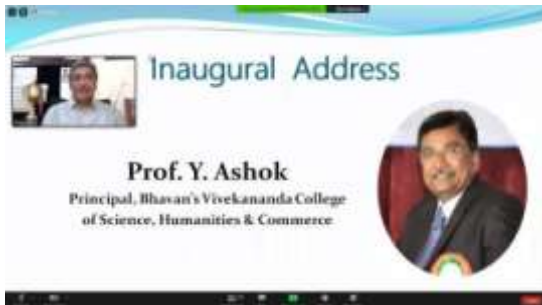 Inaugural Address
Prof. Y. Ashok
Principal, Bhavan's Vivekananda College
of Science, Humanities & Commerce